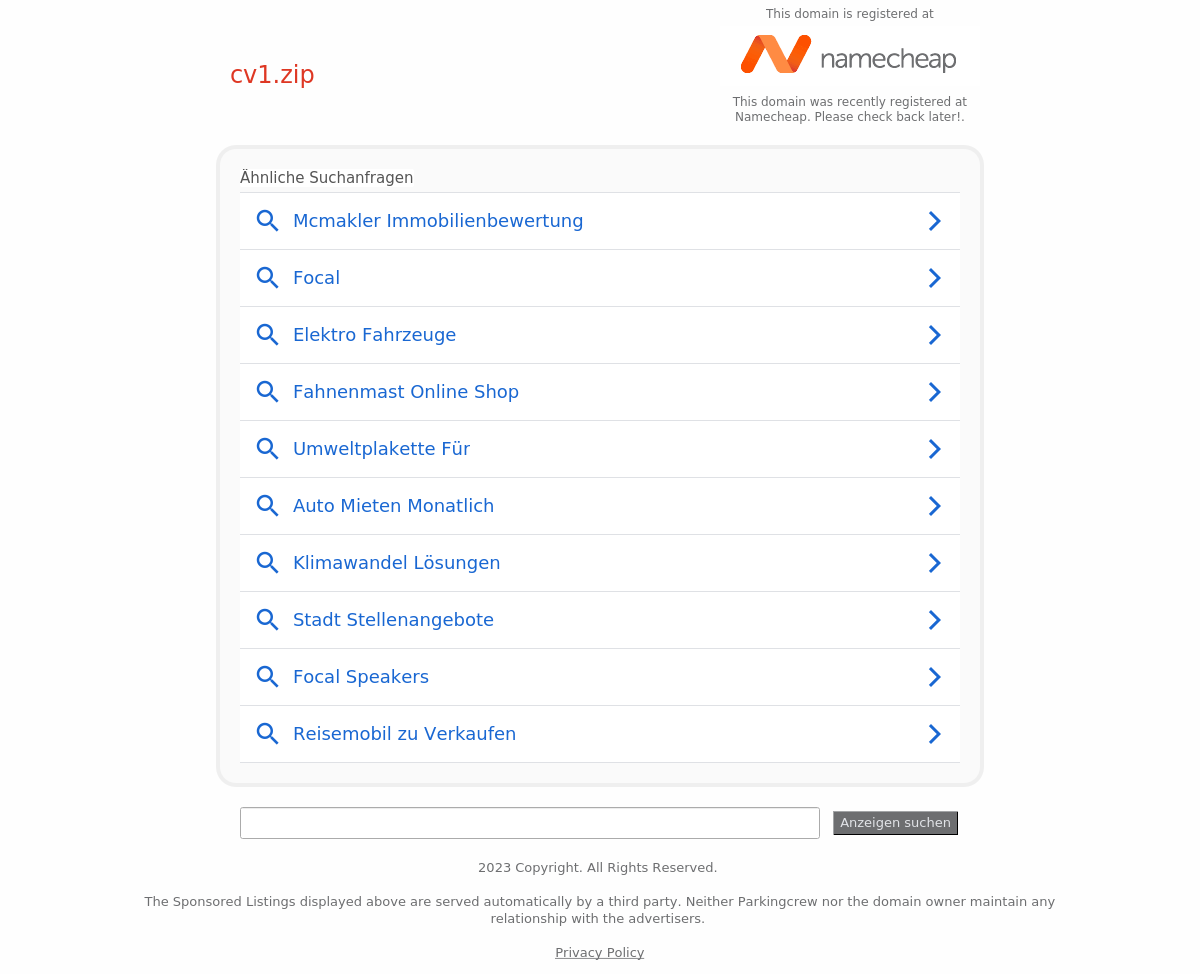 This domain is registered at
namecheap
cv1.zip
This domain was recently registered at
Namecheap. Please check back later!.
Ähnliche Suchanfragen
Mcmakler Immobilienbewertung
Focal
Elektro Fahrzeuge
Fahnenmast Online Shop
Umweltplakette Für
Auto Mieten Monatlich
Klimawandel Lösungen
Stadt Stellenangebote
Focal Speakers
Reisemobil zu Verkaufen
Anzeigen suchen
2023 Copyright. All Rights Reserved.
The Sponsored Listings displayed above are served automatically by a third party. Neither Parkingcrew nor the domain owner maintain any
relationship with the advertisers.
Privacy Policy